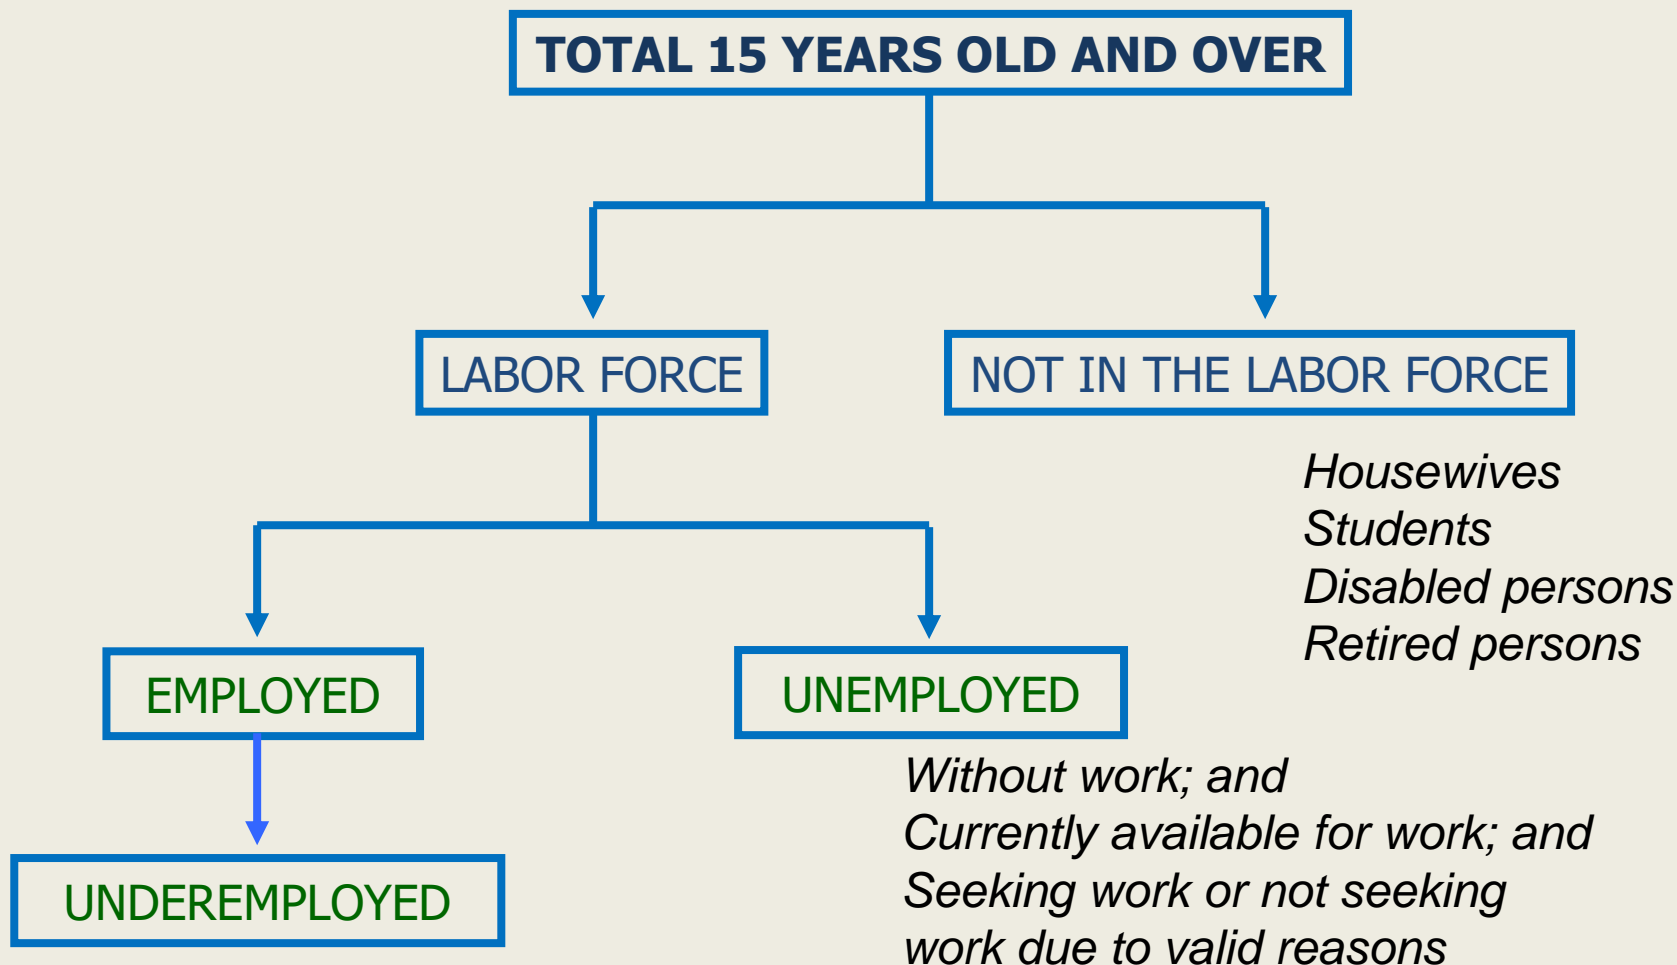 TOTAL 15 YEARS OLD AND OVER
LABOR FORCE
NOT IN THE LABOR FORCE
Housewives
Students
Disabled persons
Retired persons
EMPLOYED
UNEMPLOYED
Without work; and
Currently available for work; and
Seeking work or not seeking
work due to valid reasons
UNDEREMPLOYED